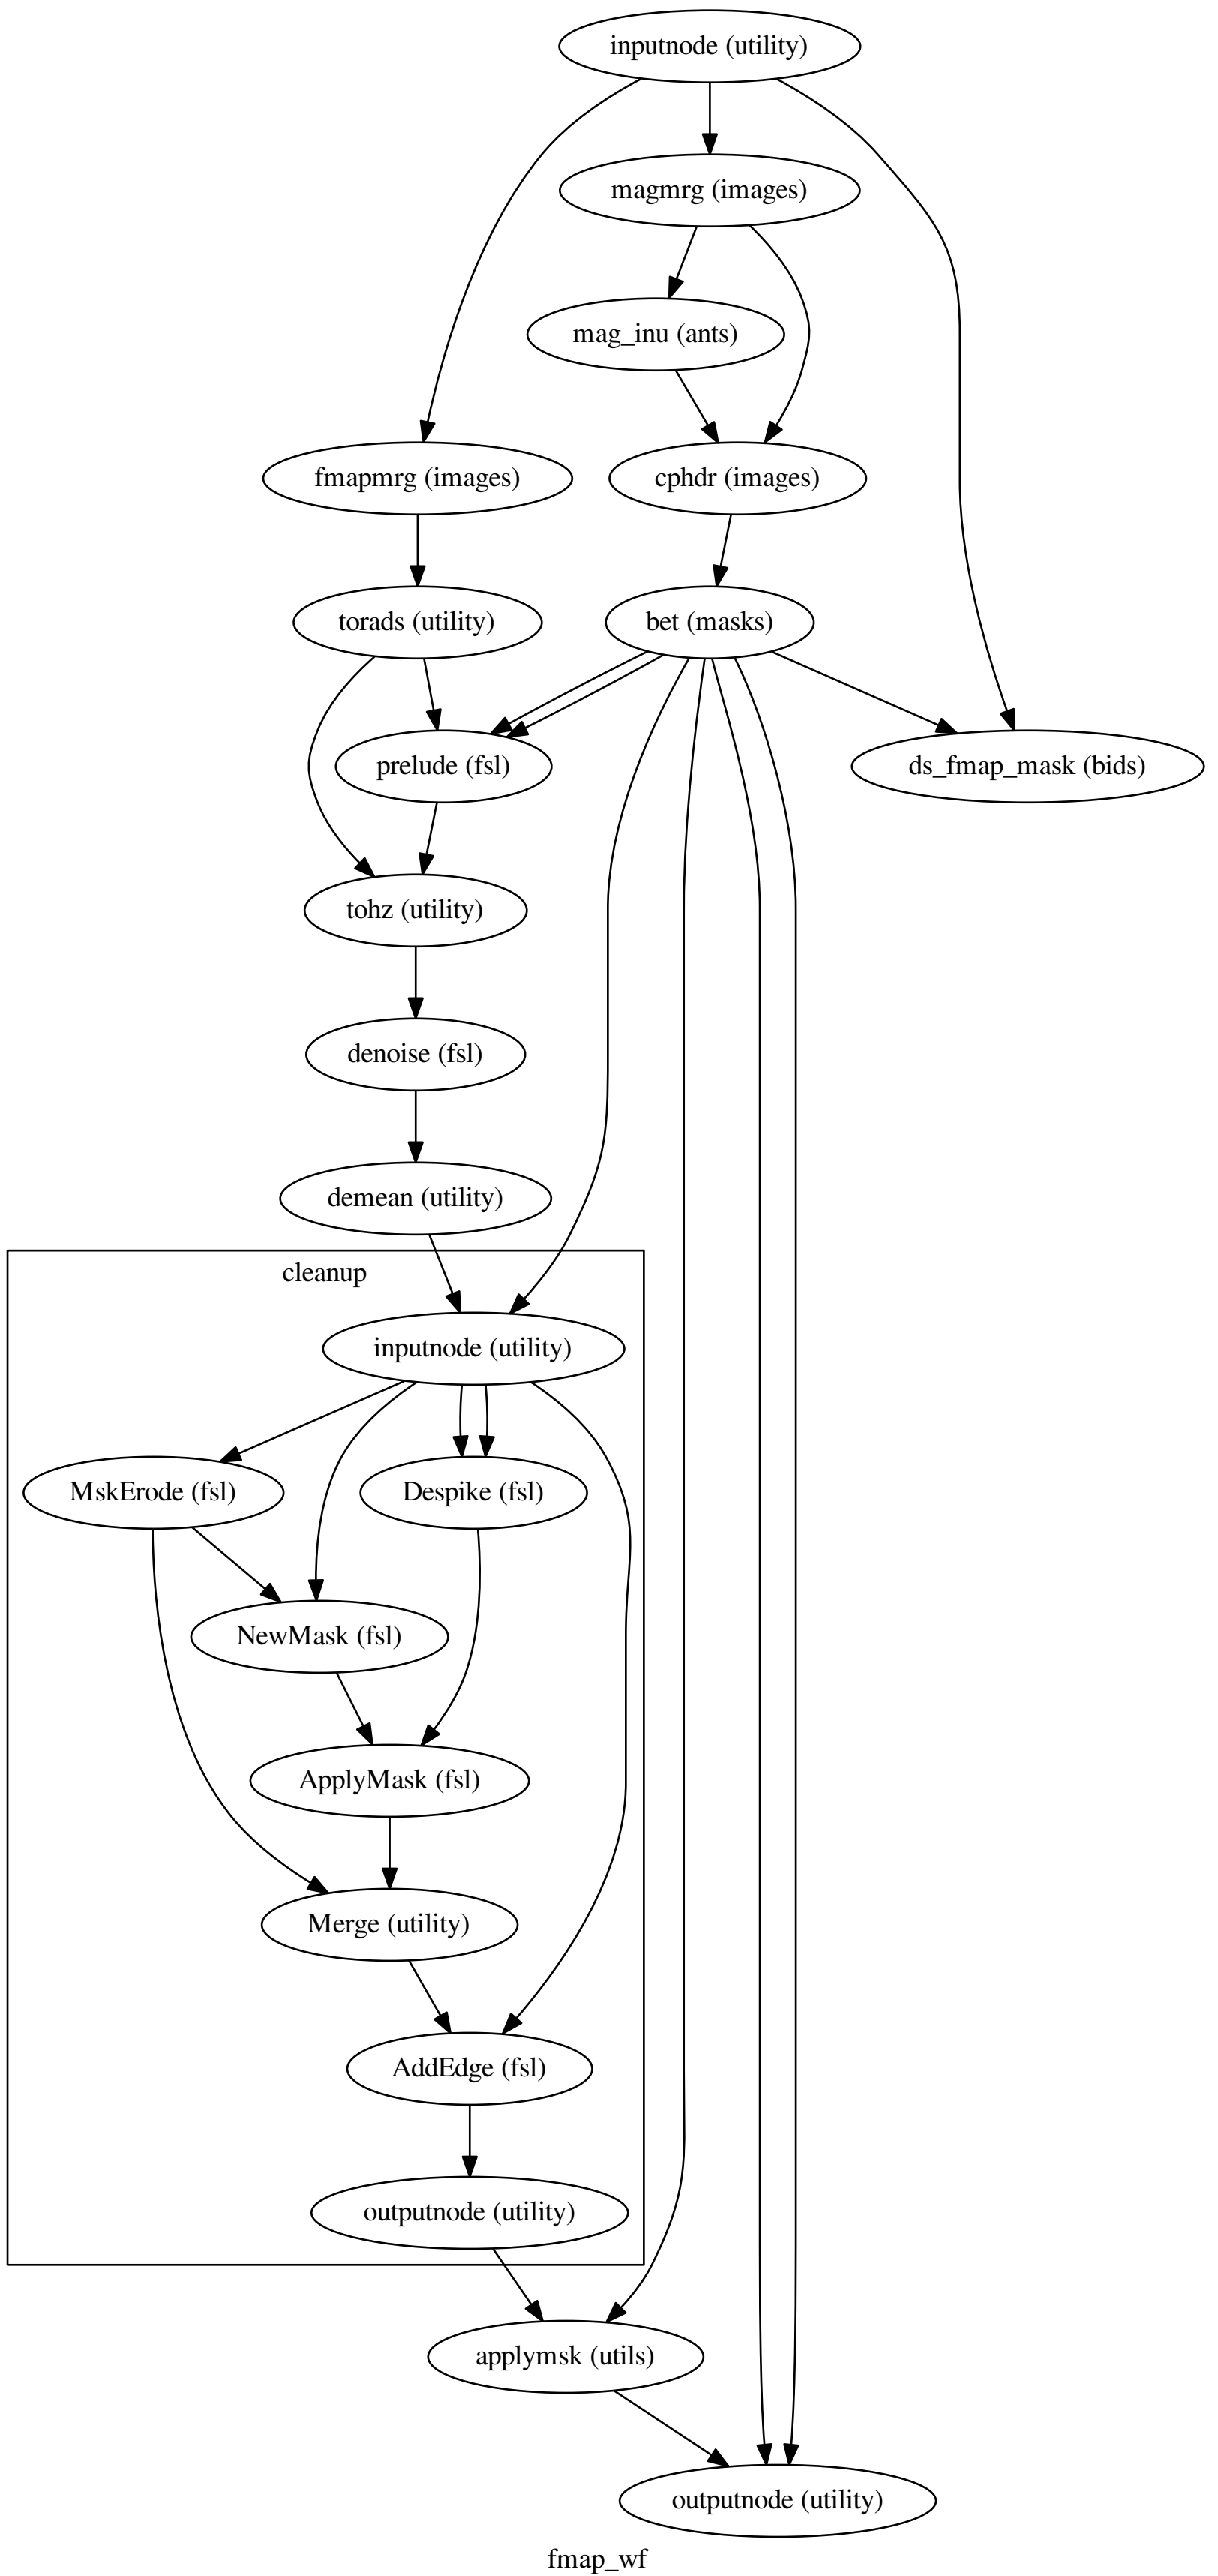 inputnode (utility)
magmrg (images)
mag_inu (ants)
fmapmrg (images)
cphdr (images)
torads (utility)
bet (masks)
prelude (fsl)
ds_fmap_mask (bids)
tohz (utility)
denoise (fsl)
demean (utility)
cleanup
inputnode (utility)
MskErode (fsl)
Despike (fsl)
NewMask (fsl)
ApplyMask (fsl)
Merge (utility)
AddEdge (fsl)
outputnode (utility)
applymsk (utils)
outputnode (utility)
fmap_wf